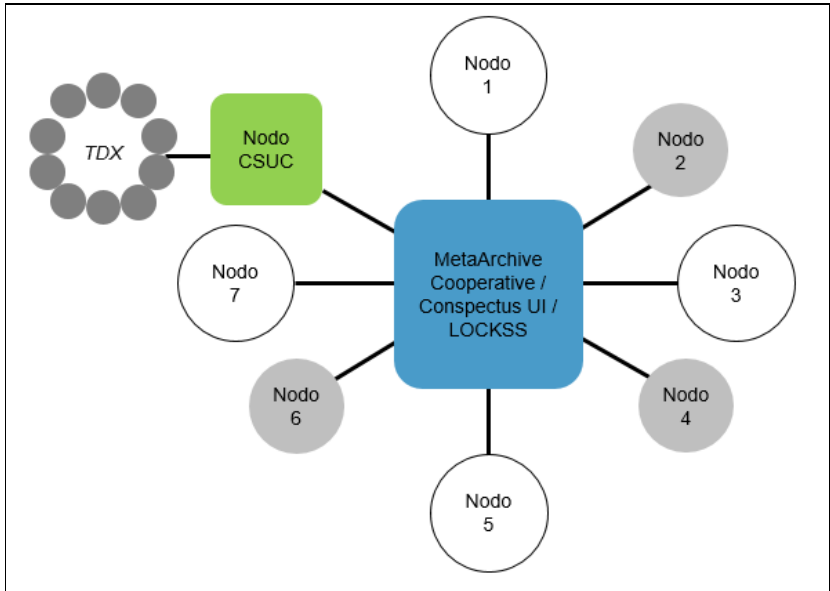 Nodo
1
TDX
Nodo
CSUC
Nodo
2
MetaArchive
Cooperative /
Conspectus UI /
LOCKSS
Nodo
7
Nodo
3
Nodo
6
Nodo
4
Nodo
5